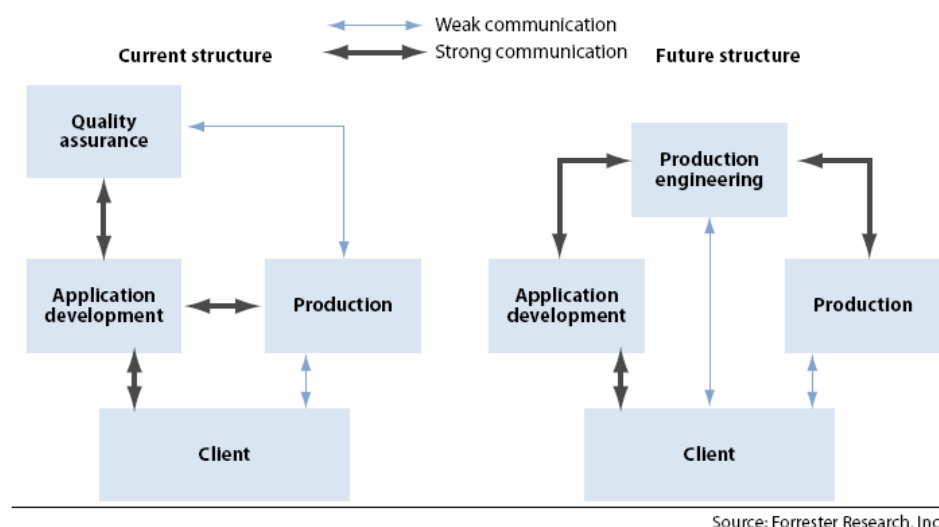 Weak communication
Strong communication
Current structure
Future structure
Quality
assurance
Production
engineering
Application
development
Production
Application
development
Production
Client
Client
Source: Forrester Research, Inc